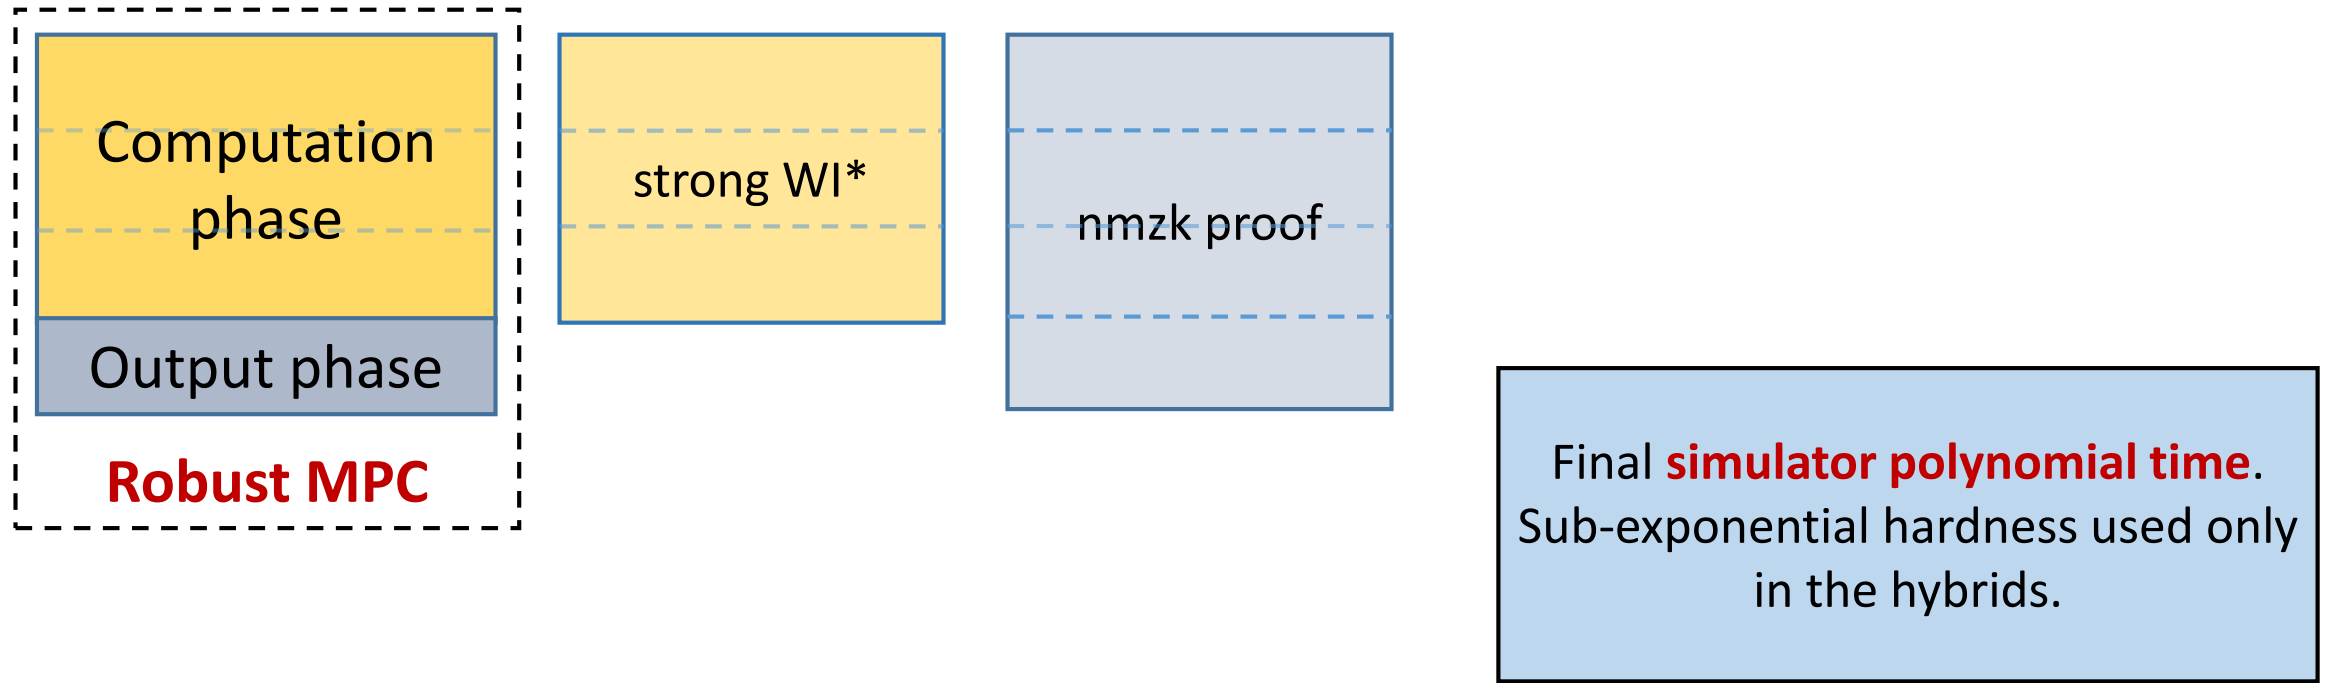 Computation
phase
Output phase
Robust MPC
strong WI*
nmzk proof
Final simulator polynomial time.
Sub-exponential hardness used only
in the hybrids.